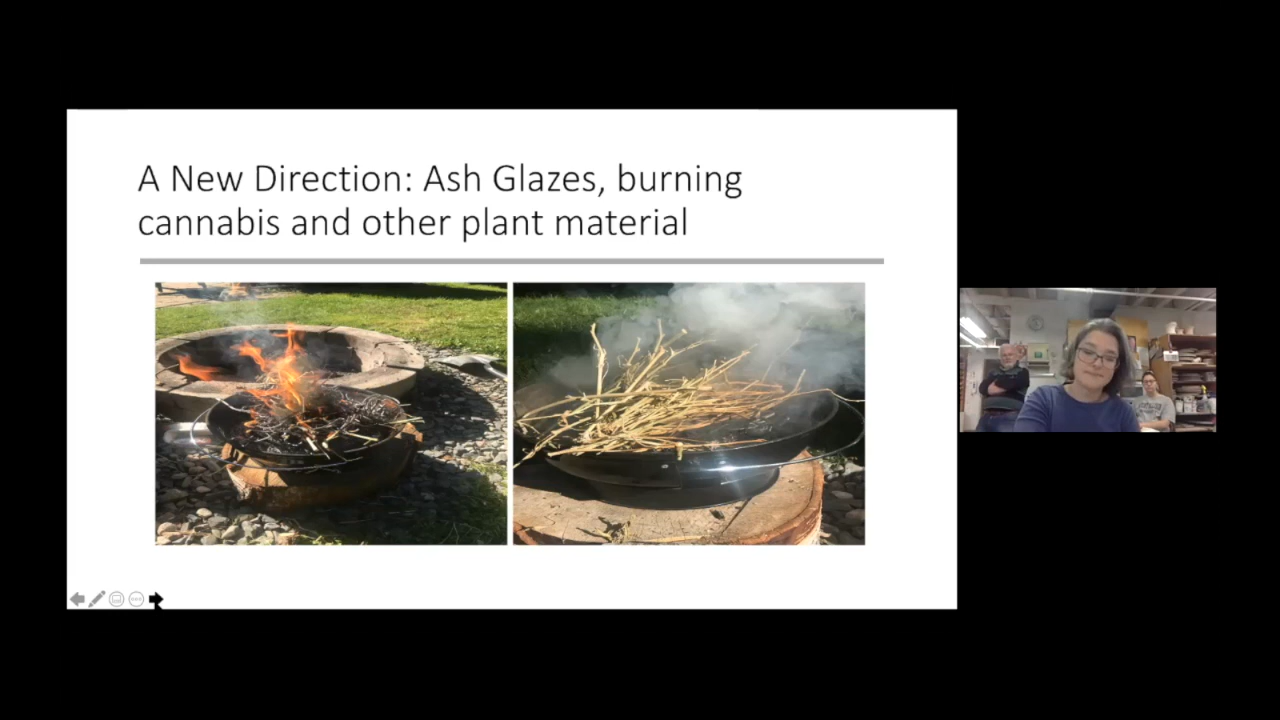 A New Direction: Ash Glazes, burning
cannabis and other plant material